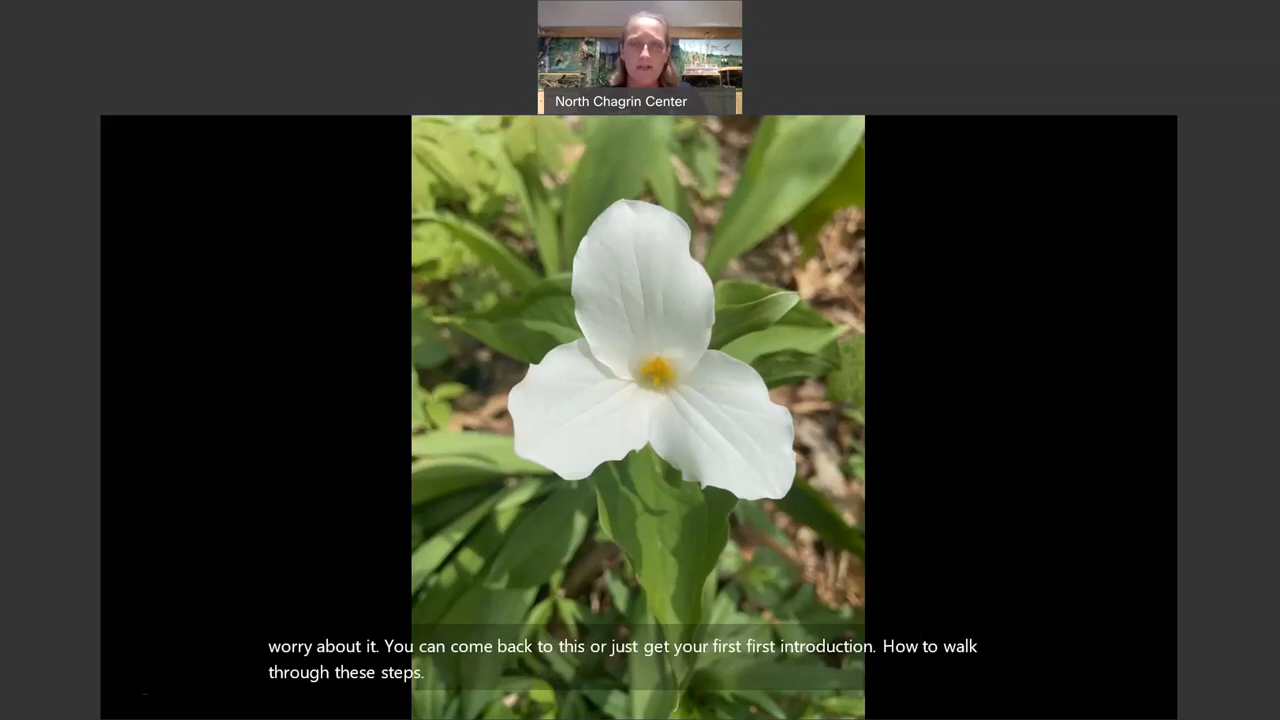 North Chagrin Center
worry about it. You can come back to this or just get your first first introduction. How to walk
through these steps.